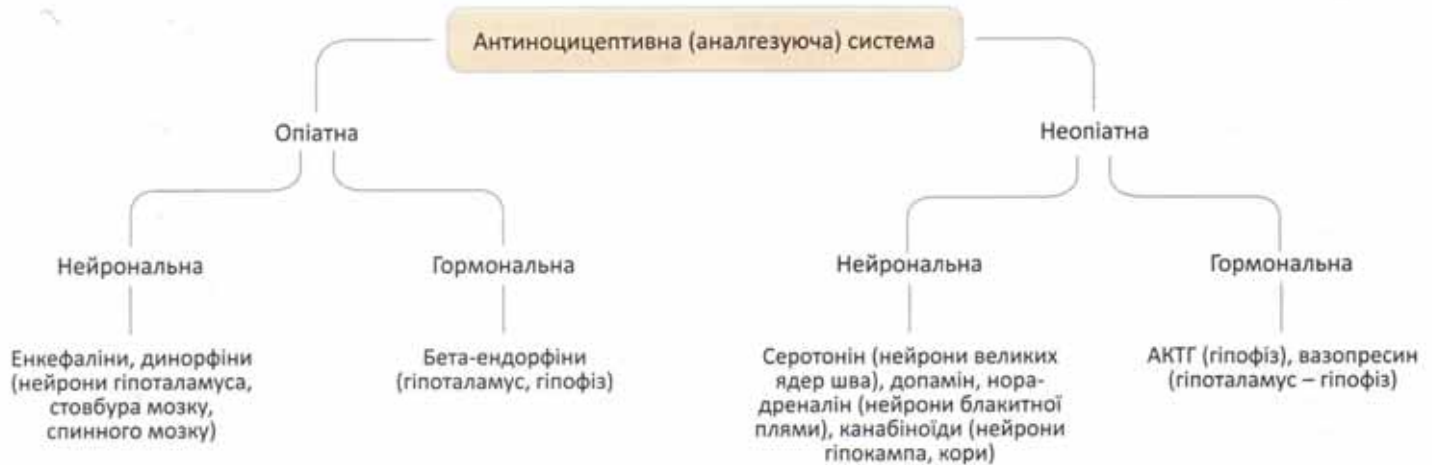 Антиноцицептивна (аналгезуюча) система
Опіатна
Неопіатна
Нейрональна
Гормональна
Нейрональна
Гормональна
Енкефаліни, динорфіни
(нейрони гіпоталамуса,
стовбура мозку,
спинного мозку)
Бета-ендорфіни
(гіпоталамус, гіпофіз)
Серотонін (нейрони великих
ядер шва), допамін, нора-
дреналін (нейрони блакитної
плями), канабіноїди (нейрони
гіпокампа, кори)
АКТГ (гіпофіз), вазопресин
(гіпоталамус – гіпофіз)